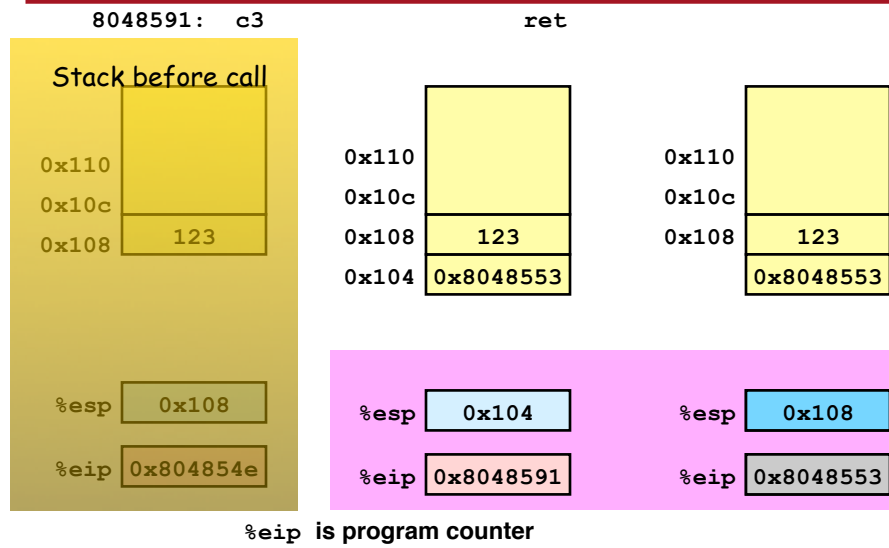 8048591: c3 ret
Stack before call
0x110 0x110 0x110
0x10c 0x10c 0x10c
0x108 123 0x108 123 0x108 123
0x104 0x8048553 0x8048553
%esp 0x108 %esp 0x104 %esp 0x108
%eip 0x804854e %eip 0x8048591 %eip 0x8048553
%eip is program counter